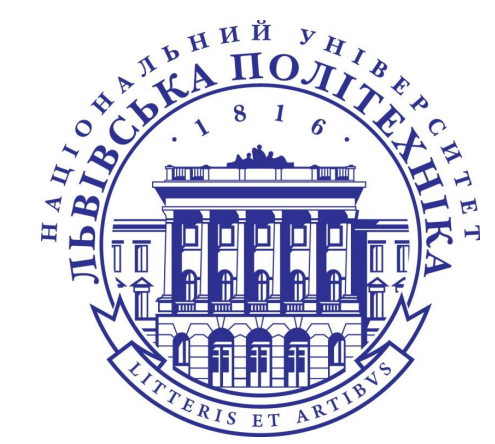 НАЦІОНАЛЬНИЙ УНІВЕРСИТЕТ
ЛЬВІВСЬКА ПОЛІТЕХНІКА
· 1816 ·
LITTERIS ET ARTIBVS